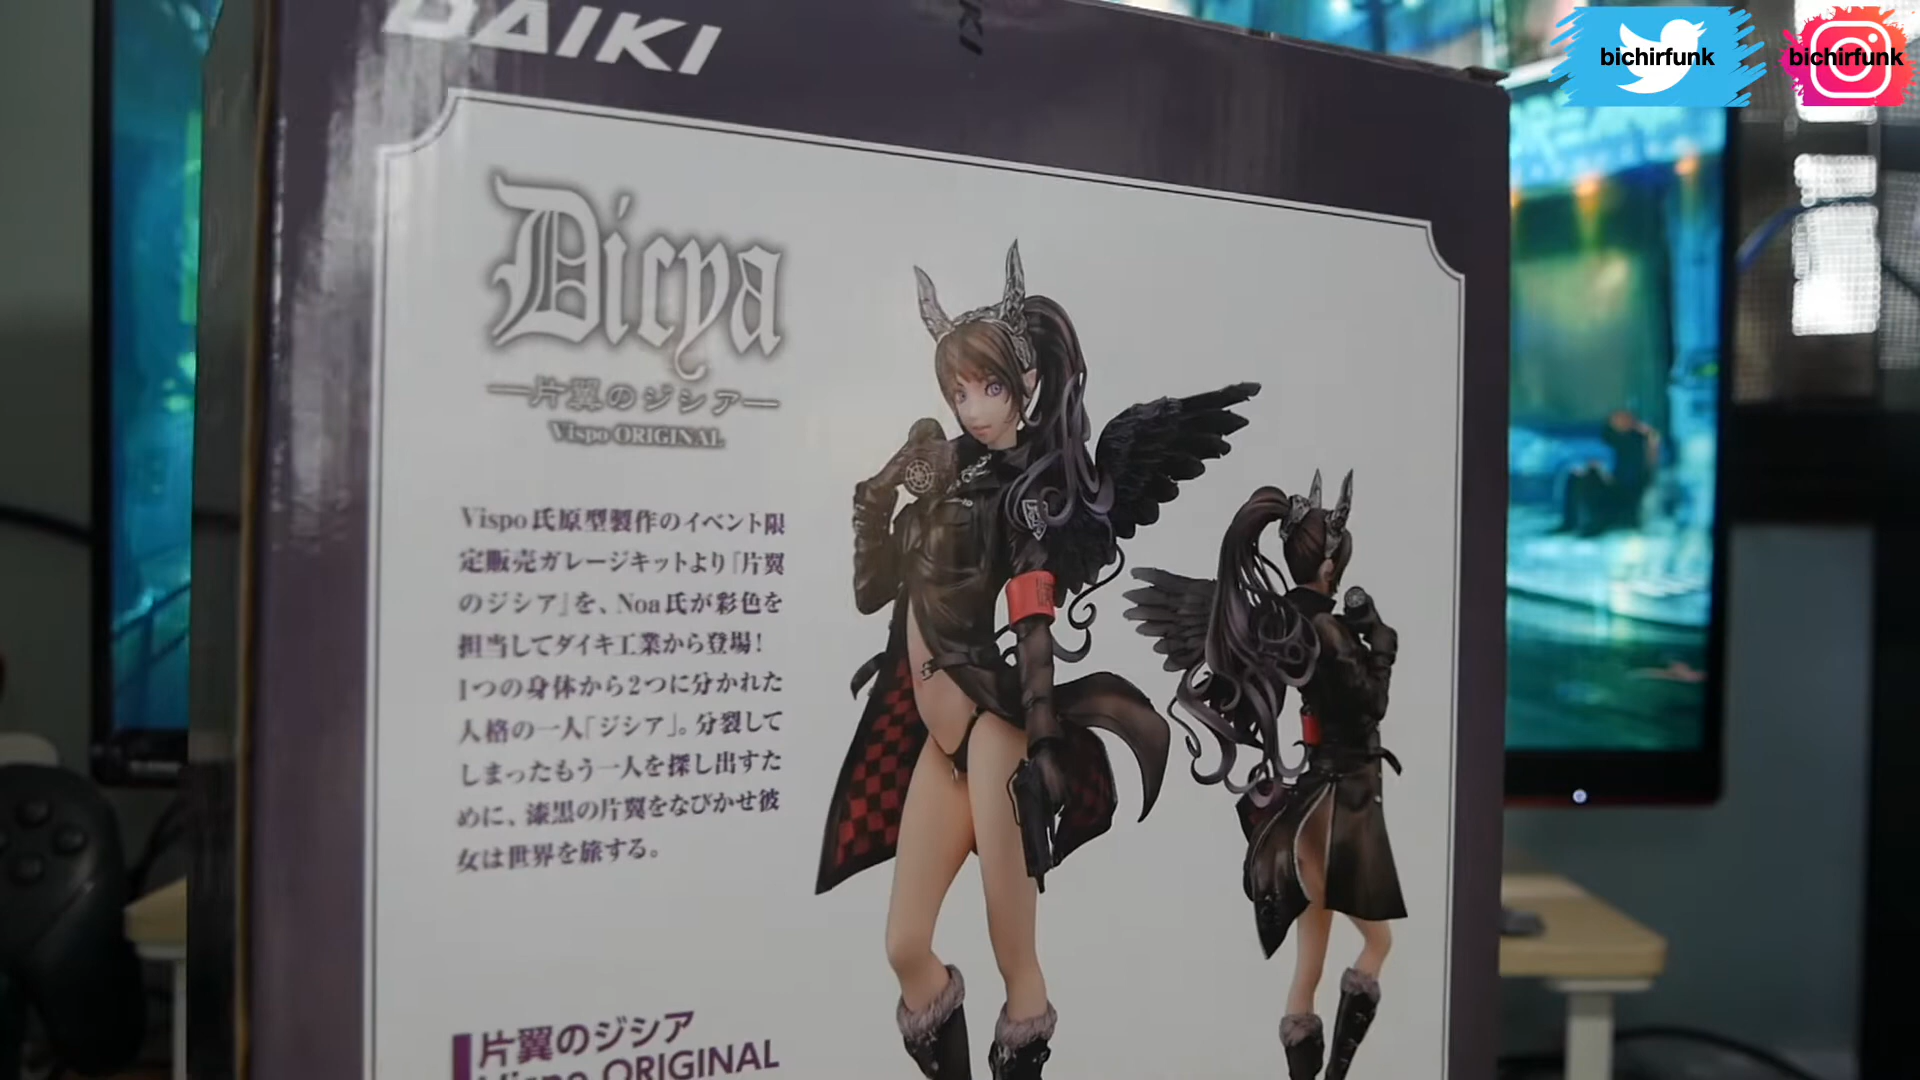 DAIKI
bichirfunk
bichirfunk
Dicya
―片翼のジシア―
Vispo ORIGINAL
Vispo氏原型製作のイベント限
定販売ガレージキットより『片翼
のジシア』を、Noa氏が彩色を
担当してダイキ工業から登場!
1つの身体から2つに分かれた
人格の一人「ジシア」。分裂して
しまったもう一人を探し出すた
めに、漆黒の片翼をなびかせ彼
女は世界を旅する。
片翼のジシア
Vispo ORIGINAL